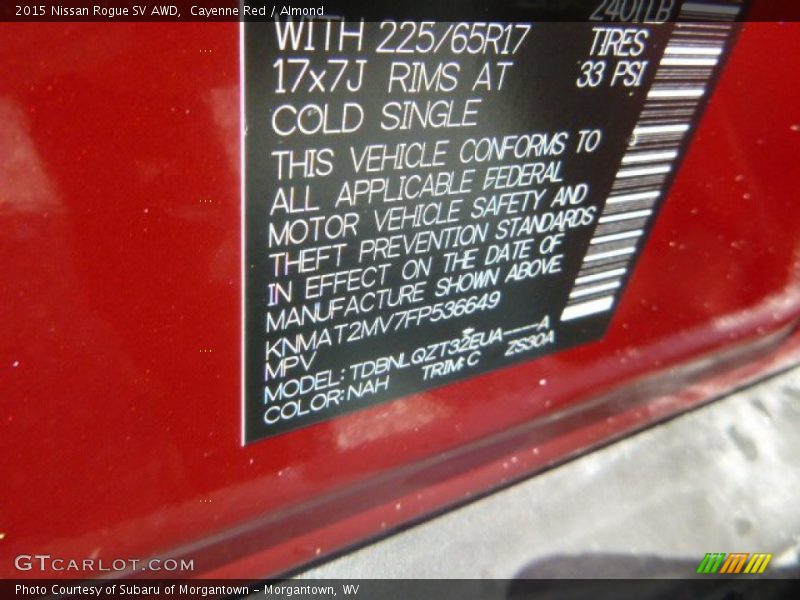 2015 Nissan Rogue SV AWD,  Cayenne Red / Almond
2401LB
WITH 225/65R17 TIRES
17x7J RIMS AT 33 PSI
COLD SINGLE
THIS VEHICLE CONFORMS TO
ALL APPLICABLE FEDERAL
MOTOR VEHICLE SAFETY AND
THEFT PREVENTION STANDARDS
IN EFFECT ON THE DATE OF
MANUFACTURE SHOWN ABOVE
KNMAT2MV7FP536649
MPV
MODEL: TDBNLQZT32EUA----A
COLOR: NAH TRIM: C ZS30A
GTCARLOT.COM
Photo Courtesy of Subaru of Morgantown - Morgantown, WV